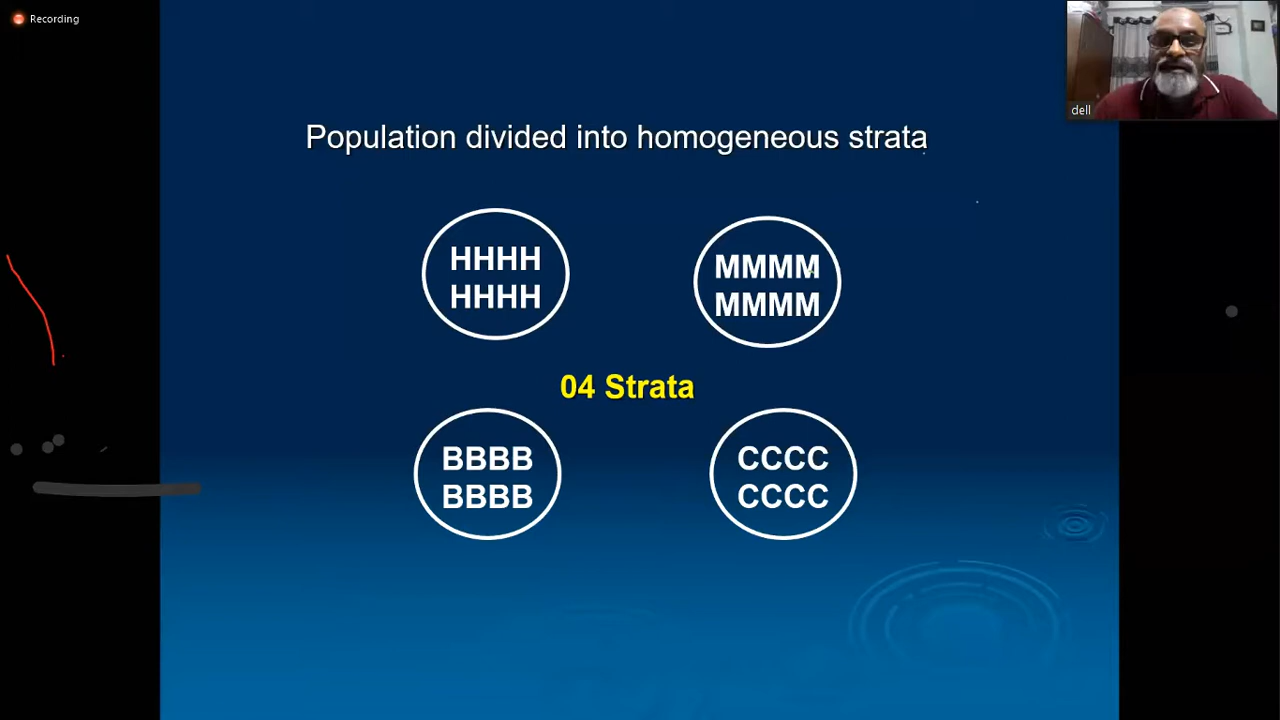 Recording
dell
Population divided into homogeneous strata
HHHH
HHHH
MMMM
MMMM
04 Strata
BBBB
BBBB
CCCC
CCCC